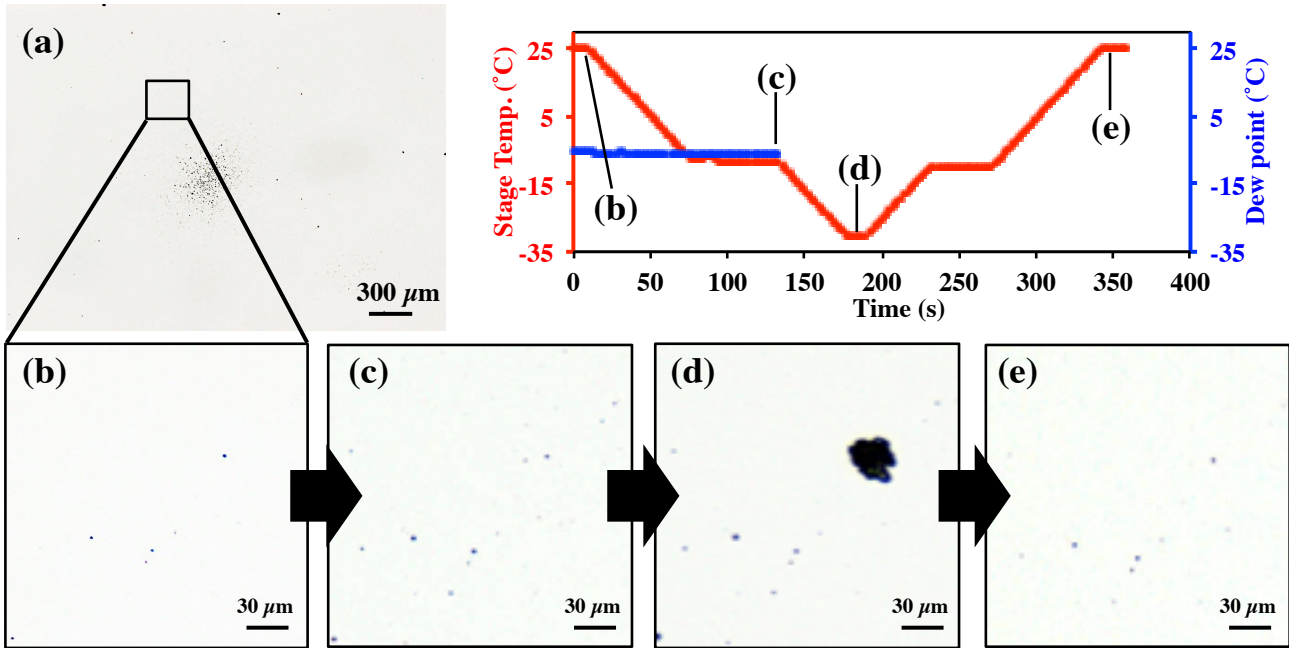 (a)
300 µm
Stage Temp. (˚C)
25
5
-15
-35
0
50
100
150
200
250
300
350
400
Time (s)
25
5
-15
-35
Dew point (˚C)
(b)
(c)
(d)
(e)
(b)
30 µm
(c)
30 µm
(d)
30 µm
(e)
30 µm